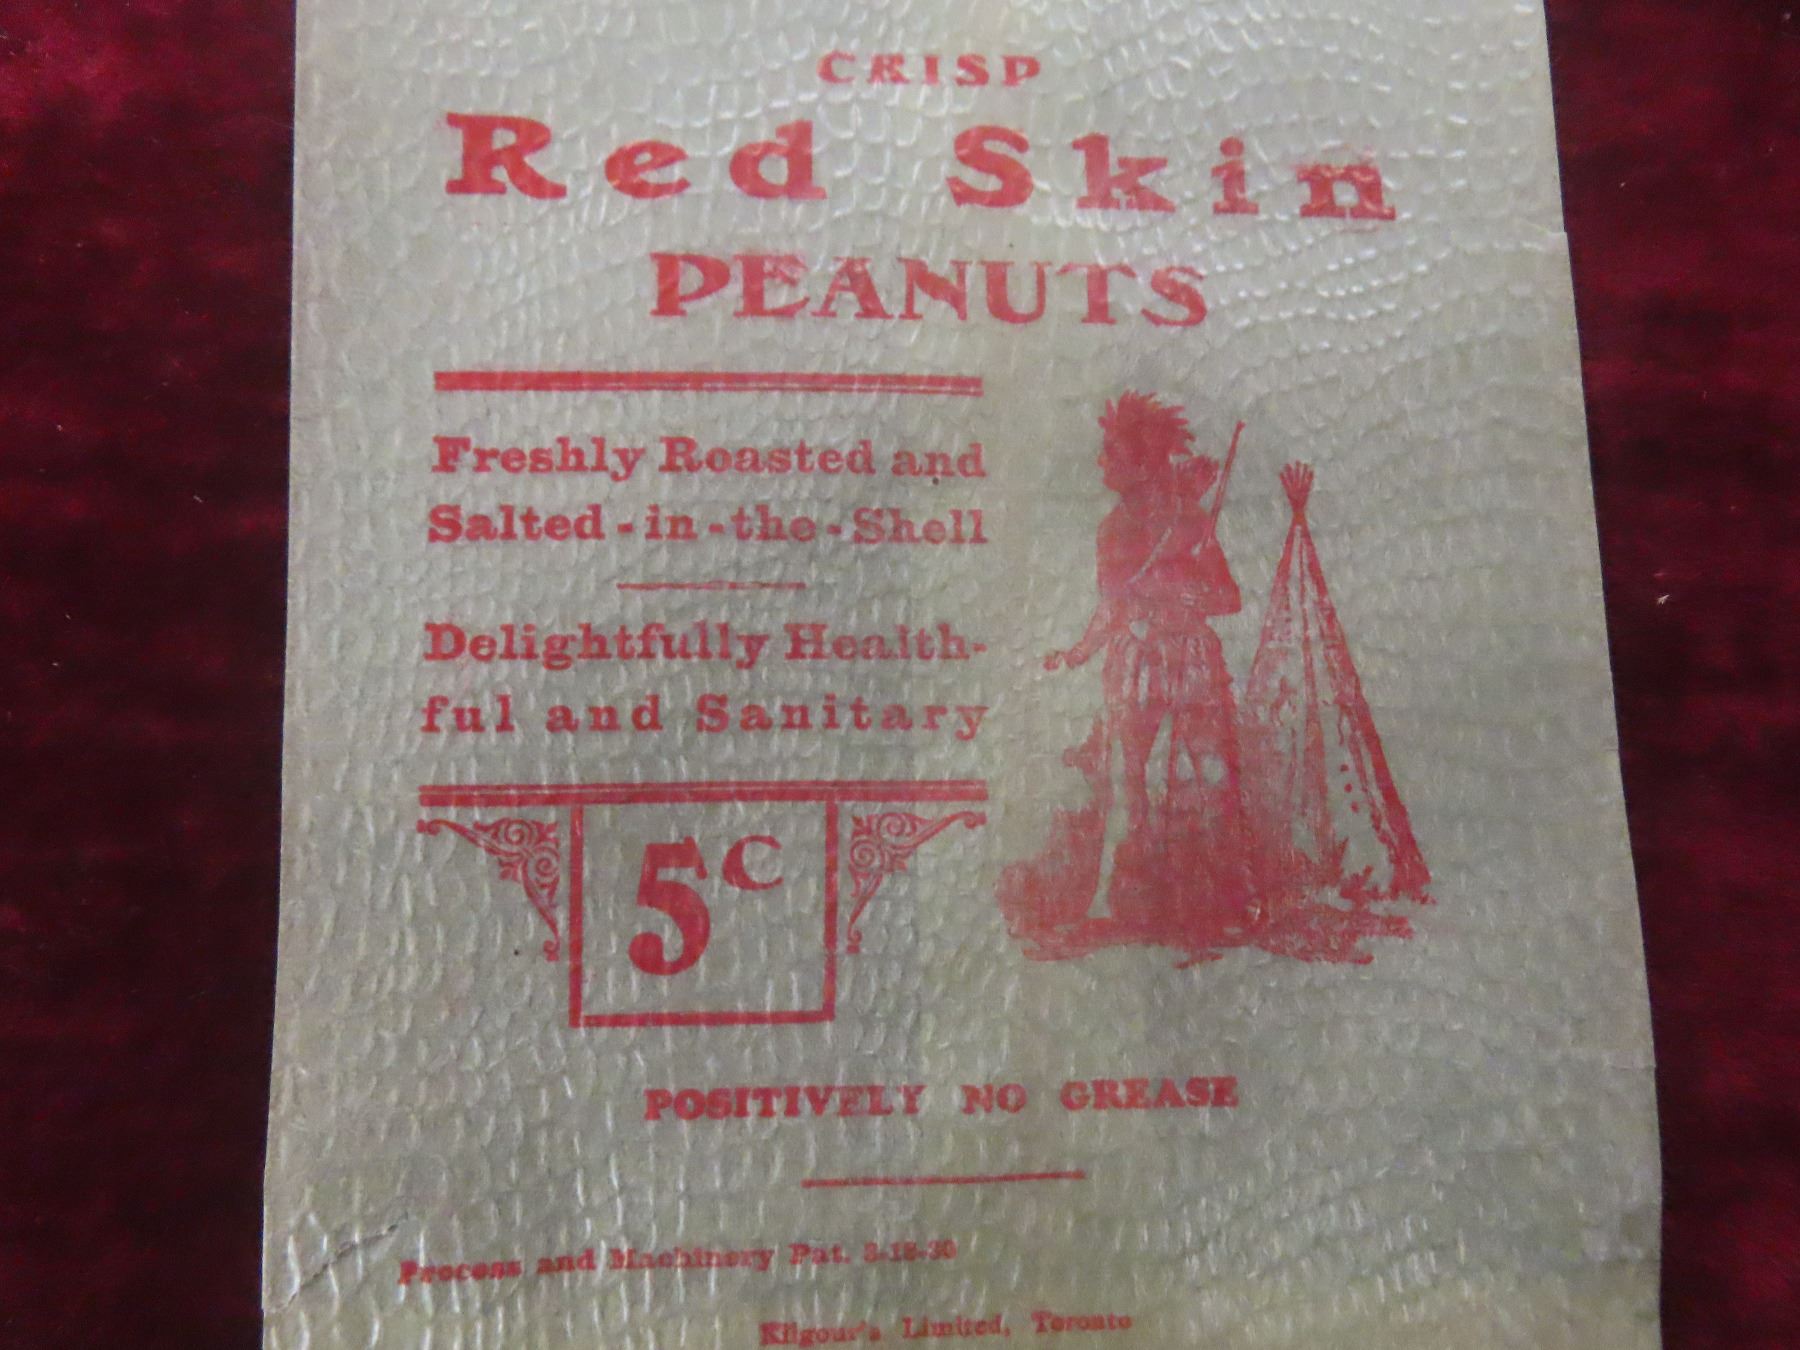 CRISP
Red Skin
PEANUTS
Freshly Roasted and
Salted-in-the-Shell
Delightfully Health-
ful and Sanitary
5c
POSITIVELY NO GREASE
Process and Machinery Pat. 3-18-30
Kilgour's Limited, Toronto